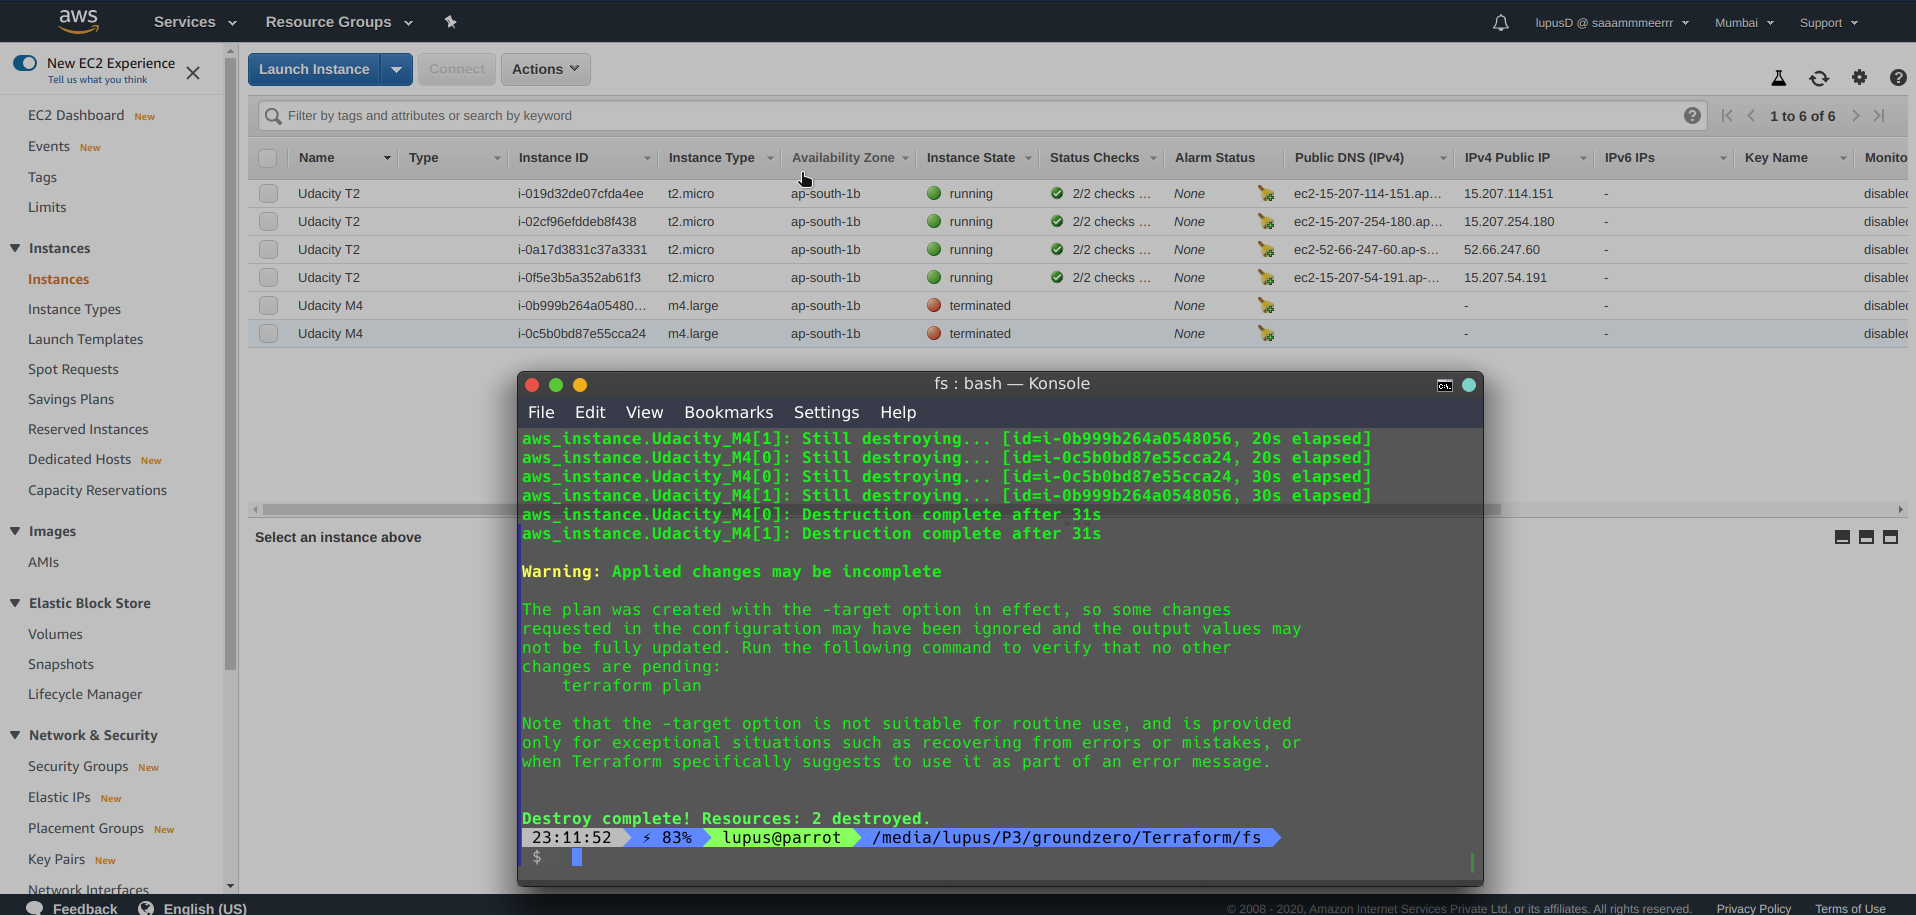 aws
Services
Resource Groups
lupusD @ saaammmeerrr
Mumbai
Support
New EC2 Experience
Tell us what you think
EC2 Dashboard New
Events New
Tags
Limits
Instances
Instances
Instance Types
Launch Templates
Spot Requests
Savings Plans
Reserved Instances
Dedicated Hosts New
Capacity Reservations
Images
AMIs
Elastic Block Store
Volumes
Snapshots
Lifecycle Manager
Network & Security
Security Groups New
Elastic IPs New
Placement Groups New
Key Pairs New
Network Interfaces
Launch Instance
Connect
Actions
Filter by tags and attributes or search by keyword
1 to 6 of 6
Name Type Instance ID Instance Type Availability Zone Instance State Status Checks Alarm Status Public DNS (IPv4) IPv4 Public IP IPv6 IPs Key Name Monito
Udacity T2 i-019d32de07cfda4ee t2.micro ap-south-1b running 2/2 checks ... None ec2-15-207-114-151.ap... 15.207.114.151 - disabled
Udacity T2 i-02cf96efddeb8f438 t2.micro ap-south-1b running 2/2 checks ... None ec2-15-207-254-180.ap... 15.207.254.180 - disabled
Udacity T2 i-0a17d3831c37a3331 t2.micro ap-south-1b running 2/2 checks ... None ec2-52-66-247-60.ap-s... 52.66.247.60 - disabled
Udacity T2 i-0f5e3b5a352ab61f3 t2.micro ap-south-1b running 2/2 checks ... None ec2-15-207-54-191.ap-... 15.207.54.191 - disabled
Udacity M4 i-0b999b264a05480... m4.large ap-south-1b terminated None - - disabled
Udacity M4 i-0c5b0bd87e55cca24 m4.large ap-south-1b terminated None - - disabled
Select an instance above
fs : bash — Konsole
File Edit View Bookmarks Settings Help
aws_instance.Udacity_M4[1]: Still destroying... [id=i-0b999b264a0548056, 20s elapsed]
aws_instance.Udacity_M4[0]: Still destroying... [id=i-0c5b0bd87e55cca24, 20s elapsed]
aws_instance.Udacity_M4[0]: Still destroying... [id=i-0c5b0bd87e55cca24, 30s elapsed]
aws_instance.Udacity_M4[1]: Still destroying... [id=i-0b999b264a0548056, 30s elapsed]
aws_instance.Udacity_M4[0]: Destruction complete after 31s
aws_instance.Udacity_M4[1]: Destruction complete after 31s
Warning: Applied changes may be incomplete
The plan was created with the -target option in effect, so some changes
requested in the configuration may have been ignored and the output values may
not be fully updated. Run the following command to verify that no other
changes are pending:
terraform plan
Note that the -target option is not suitable for routine use, and is provided
only for exceptional situations such as recovering from errors or mistakes, or
when Terraform specifically suggests to use it as part of an error message.
Destroy complete! Resources: 2 destroyed.
23:11:52 ⚡ 83% lupus@parrot /media/lupus/P3/groundzero/Terraform/fs
$
Feedback
English (US)
© 2008 - 2020, Amazon Internet Services Private Ltd. or its affiliates. All rights reserved.
Privacy Policy
Terms of Use